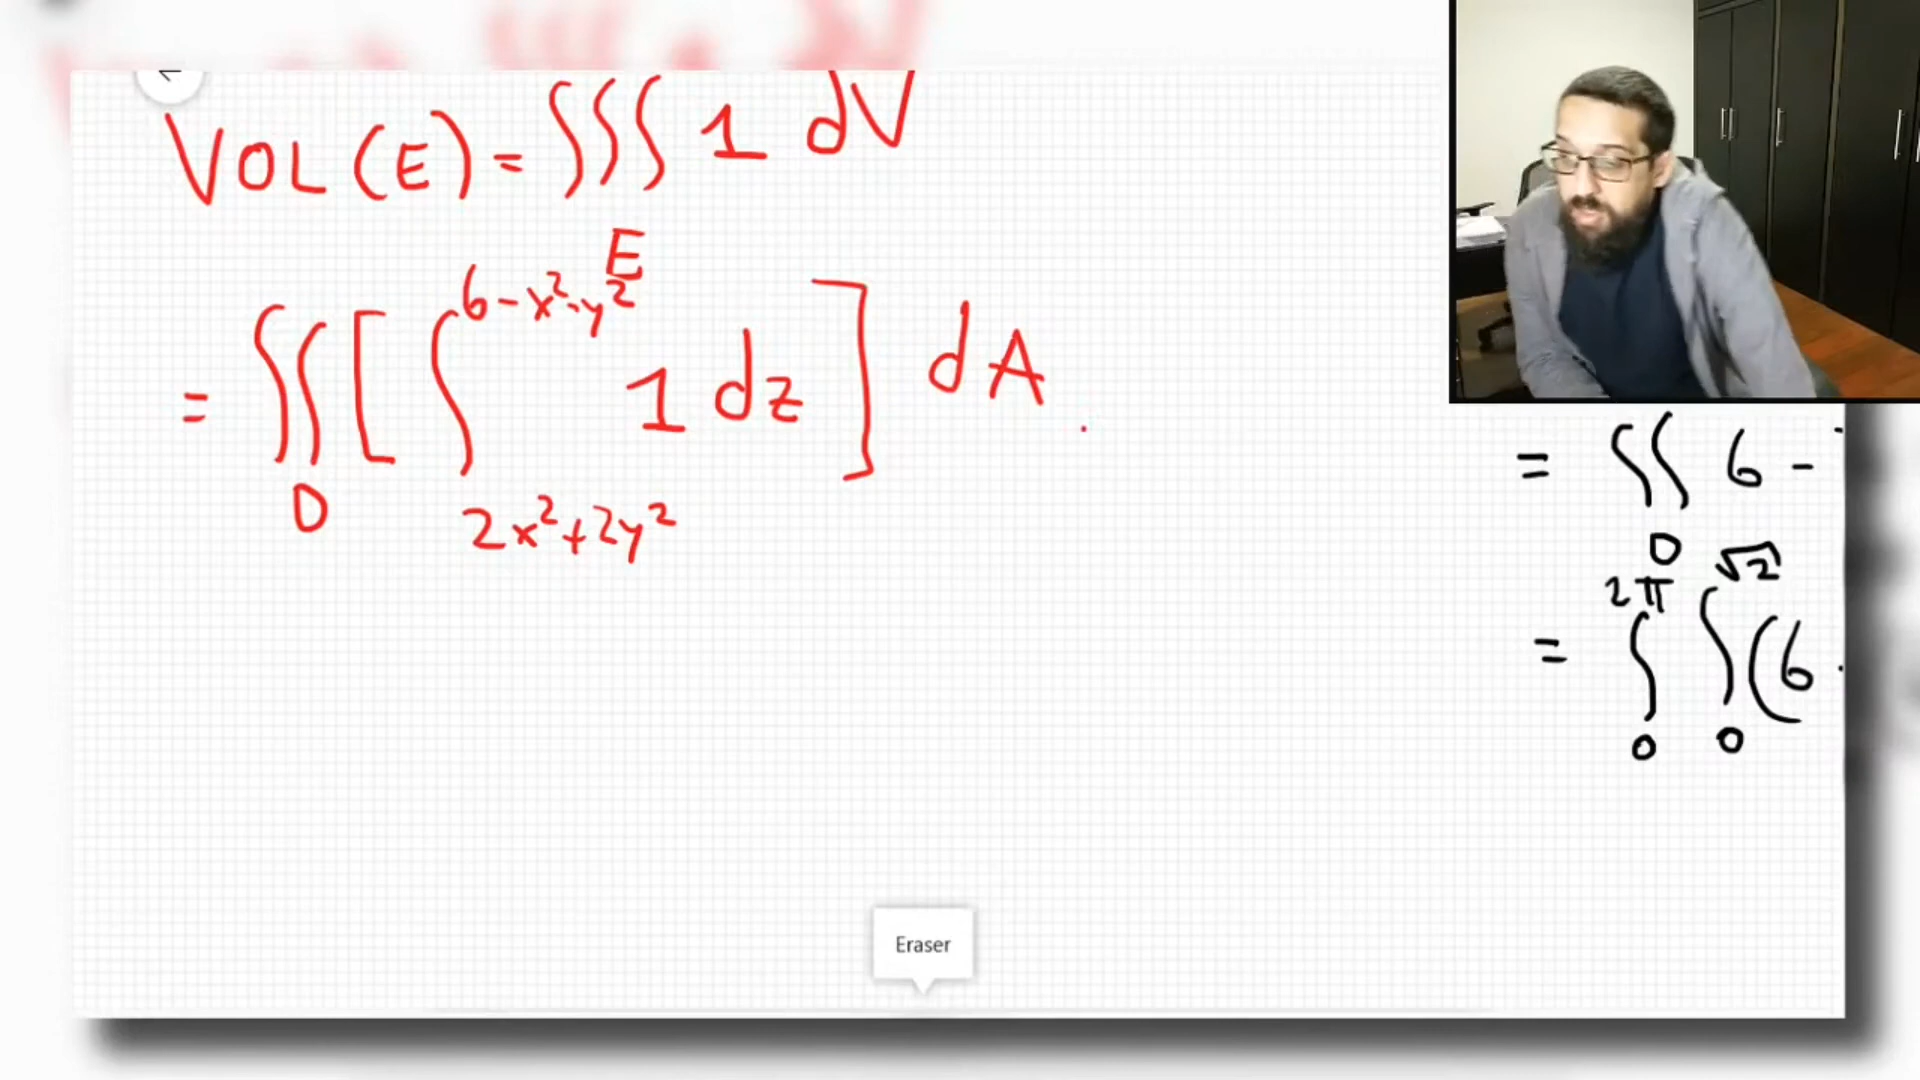 VOL(E) = ∭ 1 dV
E
= ∬ [ ∫ 1 dz ] dA
6-x²-y²
D
2x²+2y²
= ∬ 6 -
D
2π √2
= ∫ ∫ (6
0 0
Eraser